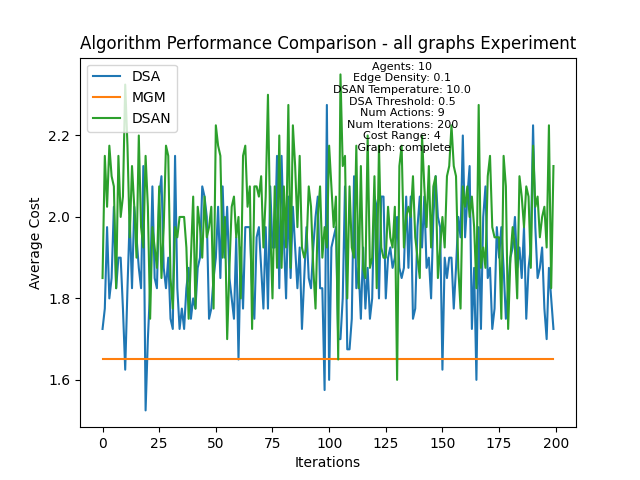 Algorithm Performance Comparison - all graphs Experiment
DSA
MGM
DSAN
Agents: 10
Edge Density: 0.1
DSAN Temperature: 10.0
DSA Threshold: 0.5
Num Actions: 9
Num Iterations: 200
Cost Range: 4
Graph: complete
Average Cost
2.2
2.0
1.8
1.6
0
25
50
75
100
125
150
175
200
Iterations